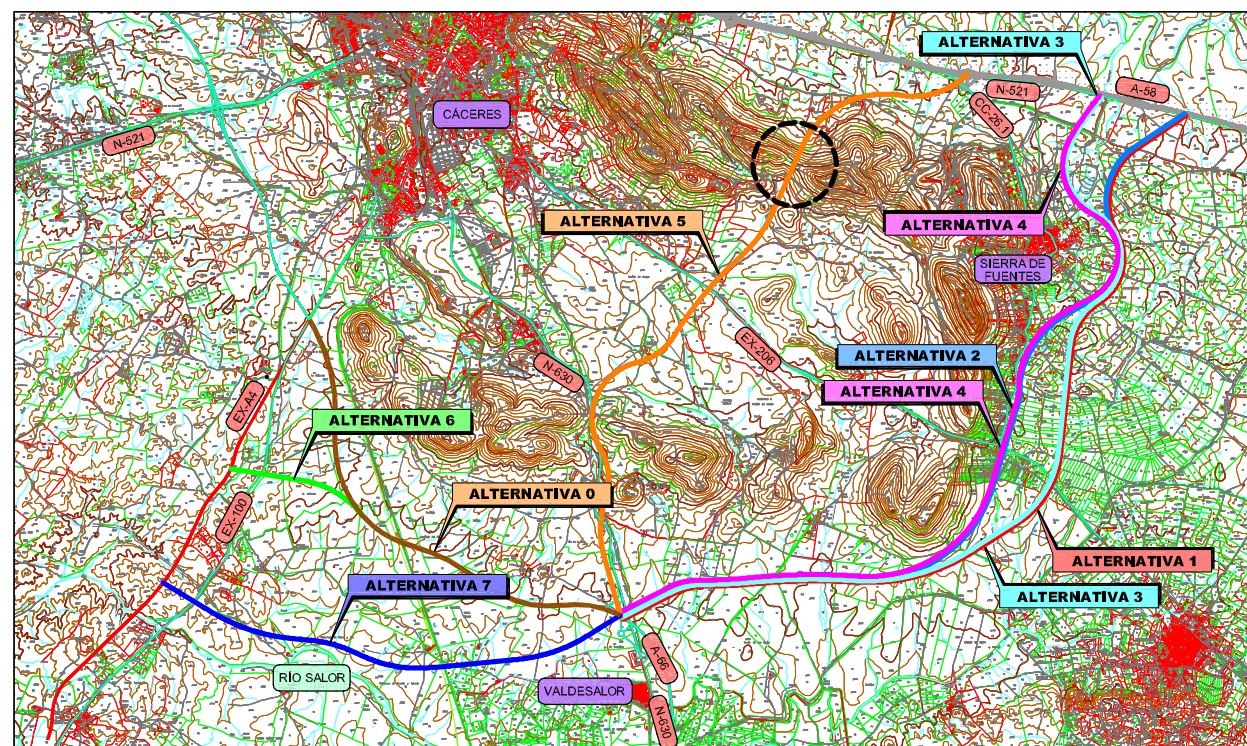 ALTERNATIVA 3
N-521
A-58
CC-26.1
CÁCERES
N-521
ALTERNATIVA 5
ALTERNATIVA 4
SIERRA DE
FUENTES
EX-206
N-630
ALTERNATIVA 2
ALTERNATIVA 4
EX-A4
ALTERNATIVA 6
ALTERNATIVA 0
EX-100
ALTERNATIVA 1
ALTERNATIVA 7
ALTERNATIVA 3
A-66
RÍO SALOR
VALDESALOR
N-630